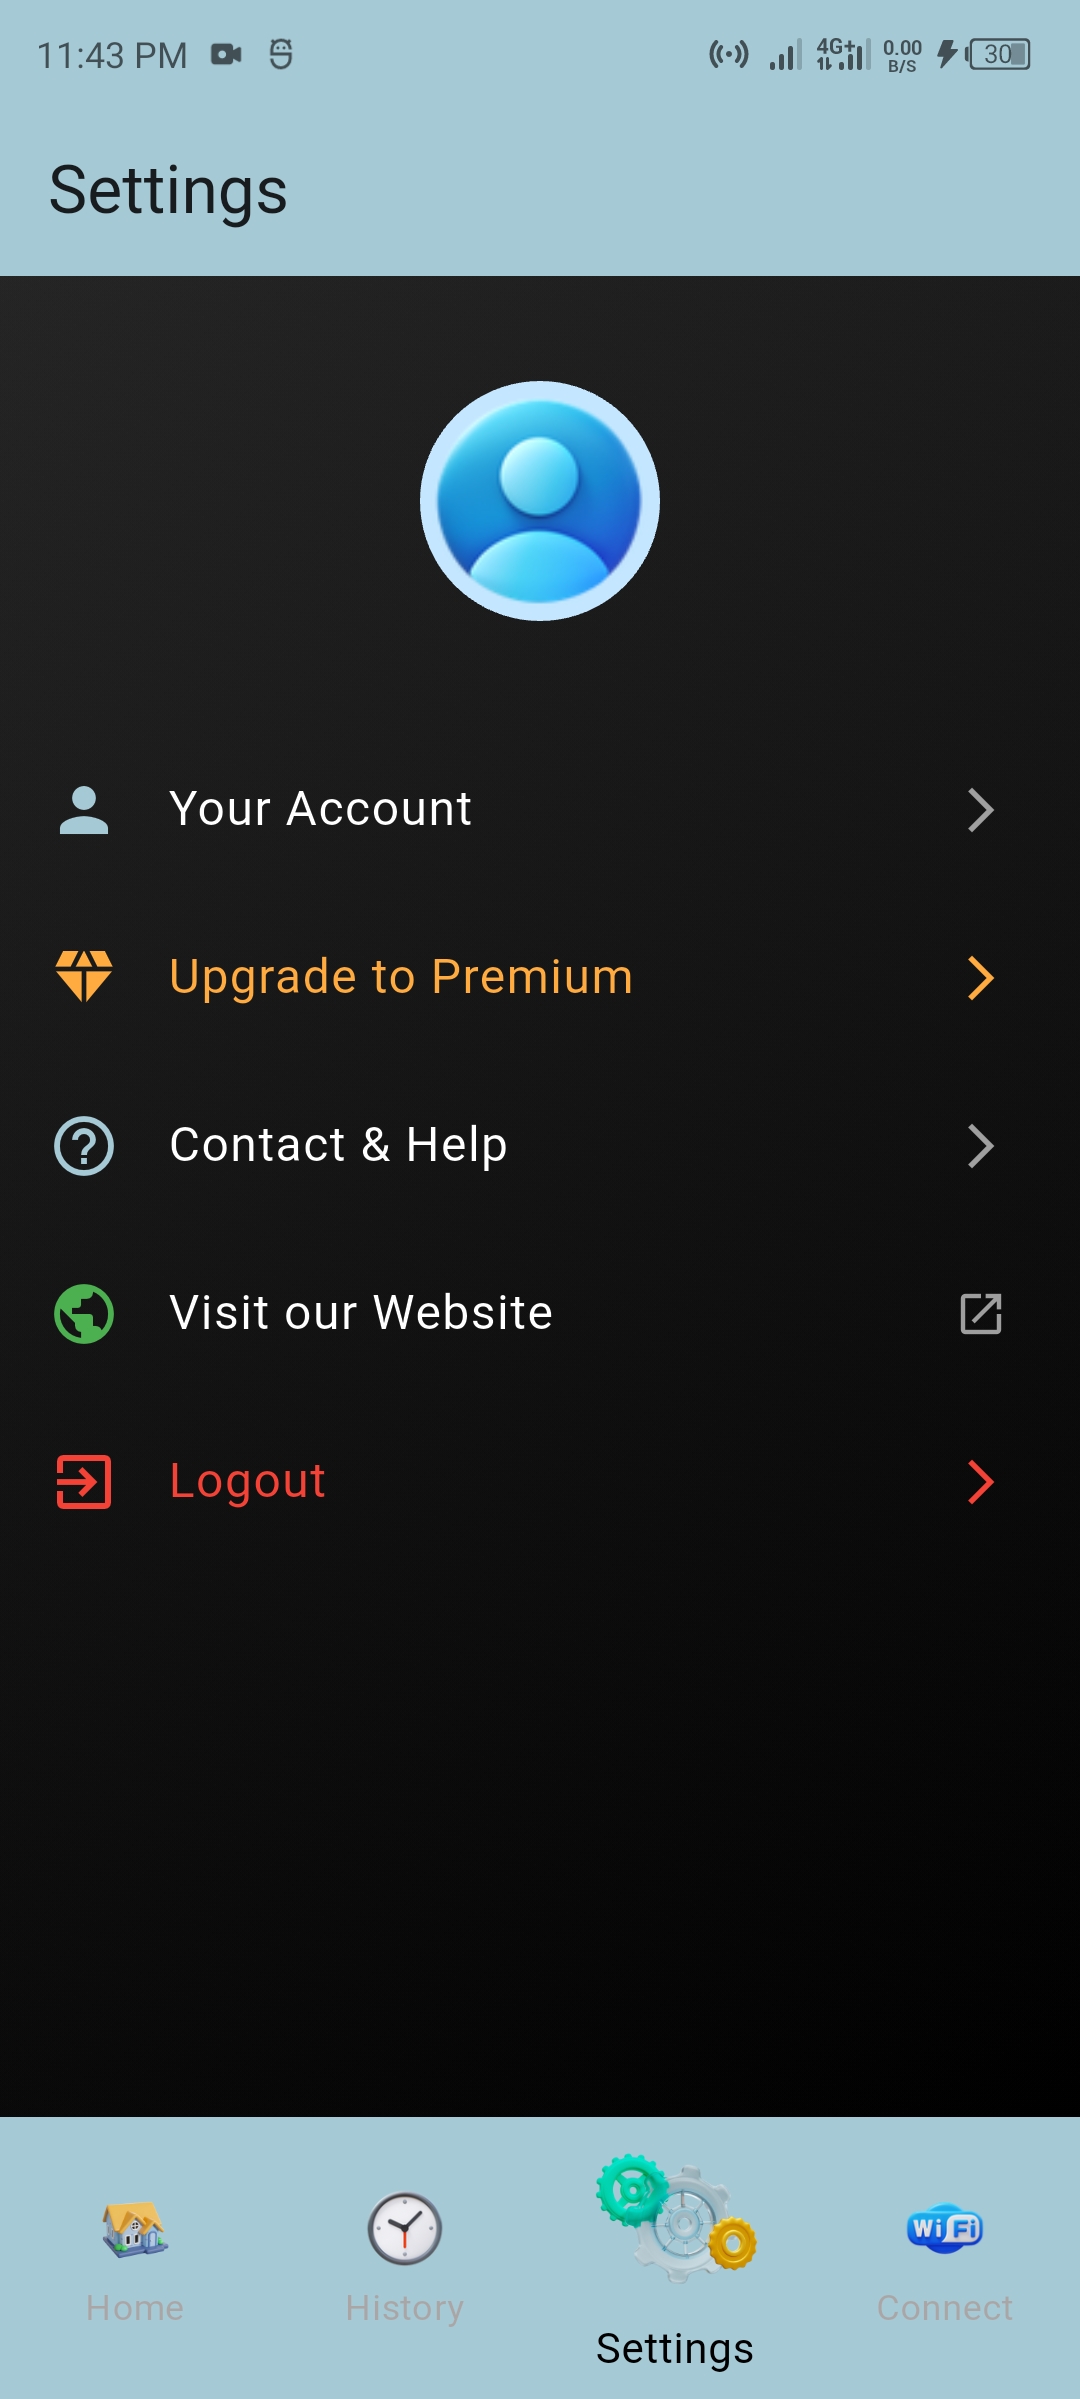 11:43 PM 4G+ 0.00 B/S 30
Settings
Your Account
Upgrade to Premium
Contact & Help
Visit our Website
Logout
WiFi
Home History Settings Connect